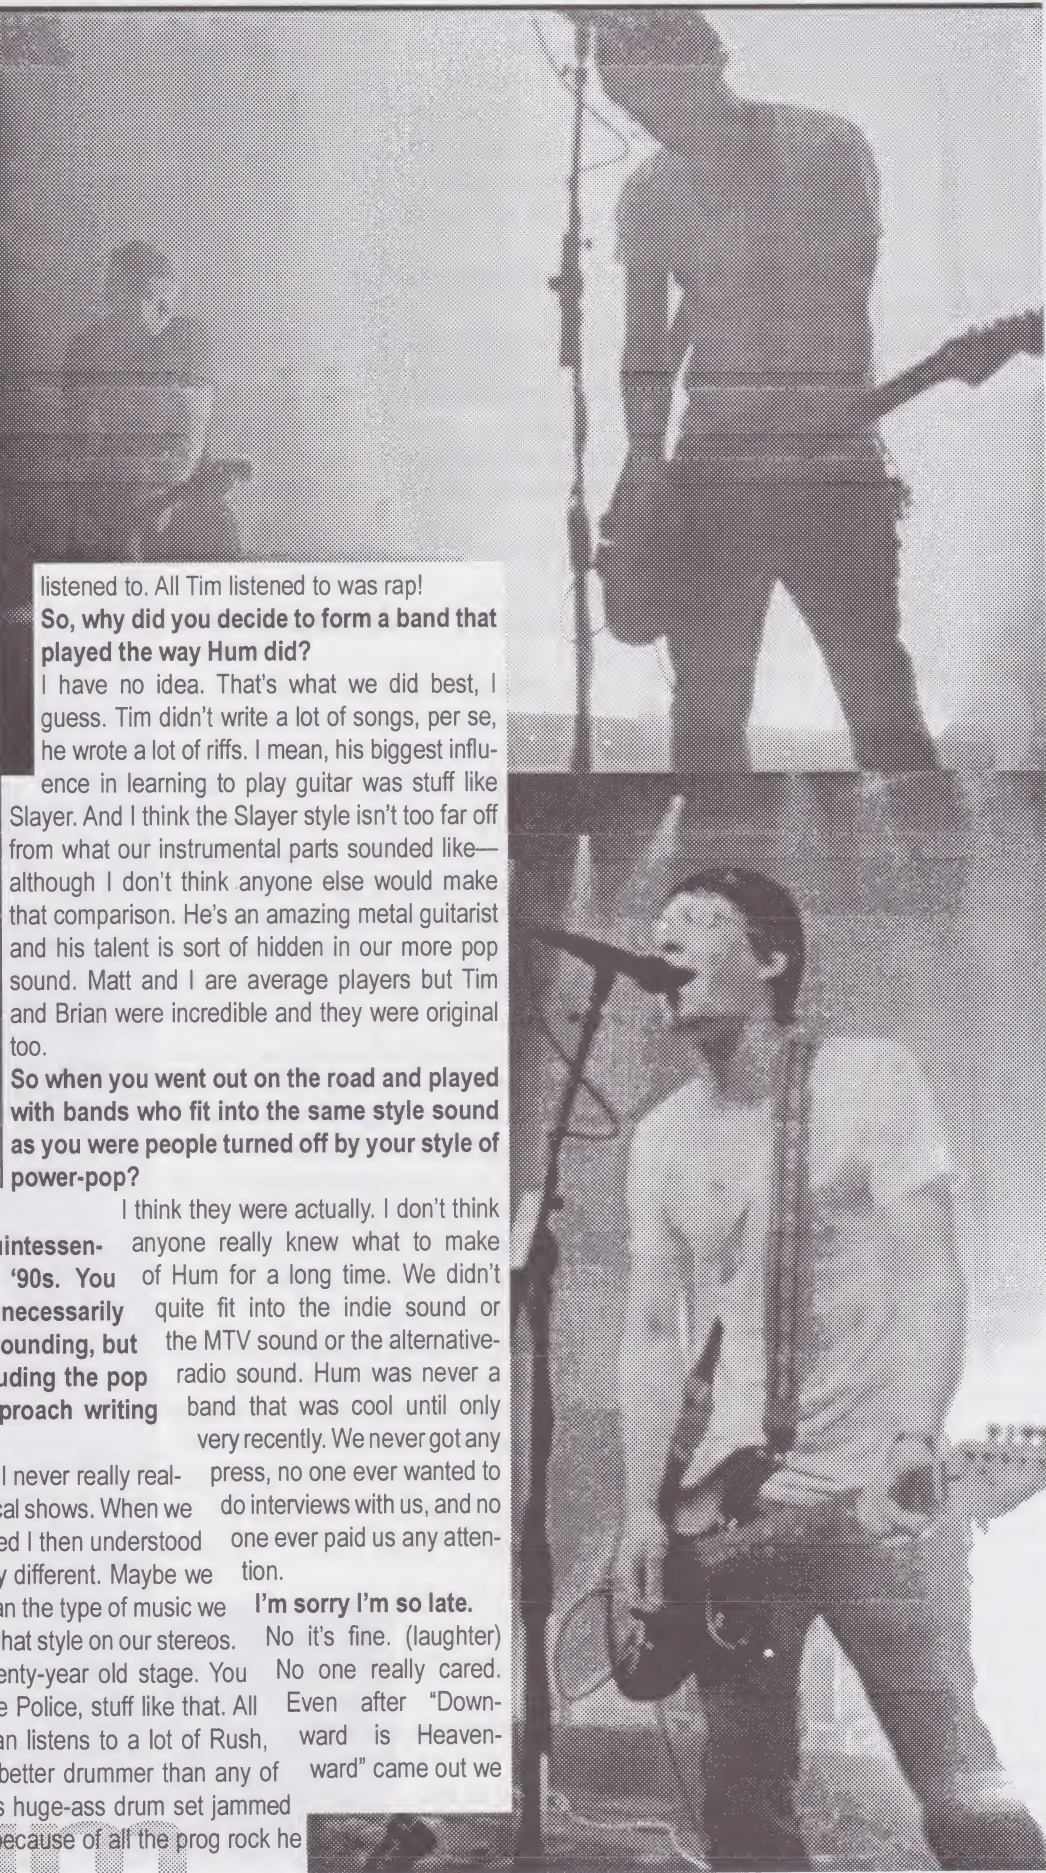 intessen-
‘90s. You
necessarily
ounding, but
uding the pop
proach writing
I never really real-
cal shows. When we
ed I then understood
y different. Maybe we
an the type of music we
hat style on our stereos.
enty-year old stage. You
e Police, stuff like that. All
an listens to a lot of Rush,
better drummer than any of
s huge-ass drum set jammed
because of all the prog rock he
listened to. All Tim listened to was rap!
So, why did you decide to form a band that
played the way Hum did?
I have no idea. That's what we did best, I
guess. Tim didn't write a lot of songs, per se,
he wrote a lot of riffs. I mean, his biggest influ-
ence in learning to play guitar was stuff like
Slayer. And I think the Slayer style isn't too far off
from what our instrumental parts sounded like—
although I don't think anyone else would make
that comparison. He's an amazing metal guitarist
and his talent is sort of hidden in our more pop
sound. Matt and I are average players but Tim
and Brian were incredible and they were original
too.
So when you went out on the road and played
with bands who fit into the same style sound
as you were people turned off by your style of
power-pop?
I think they were actually. I don't think
anyone really knew what to make
of Hum for a long time. We didn't
quite fit into the indie sound or
the MTV sound or the alternative-
radio sound. Hum was never a
band that was cool until only
very recently. We never got any
press, no one ever wanted to
do interviews with us, and no
one ever paid us any atten-
tion.
I'm sorry I'm so late.
No it's fine. (laughter)
No one really cared.
Even after “Down-
ward is Heaven-
ward” came out we